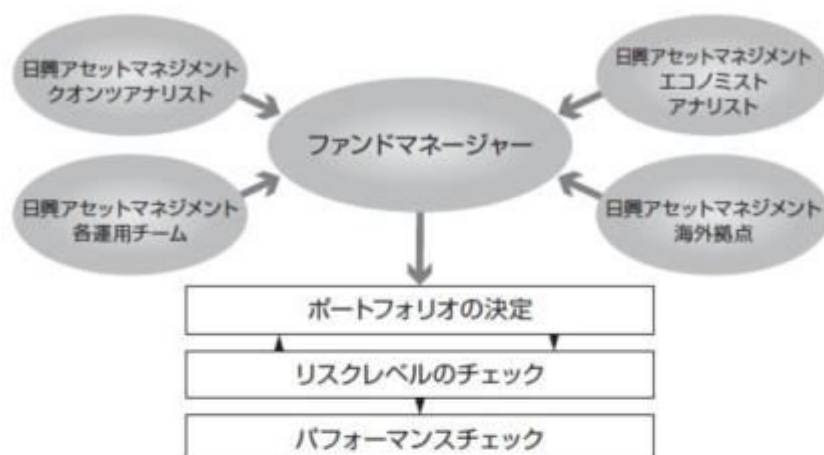 日興アセットマネジメント
クオンツアナリスト
日興アセットマネジメント
エコノミスト
アナリスト
ファンドマネージャー
日興アセットマネジメント
各運用チーム
日興アセットマネジメント
海外拠点
ポートフォリオの決定
リスクレベルのチェック
パフォーマンスチェック